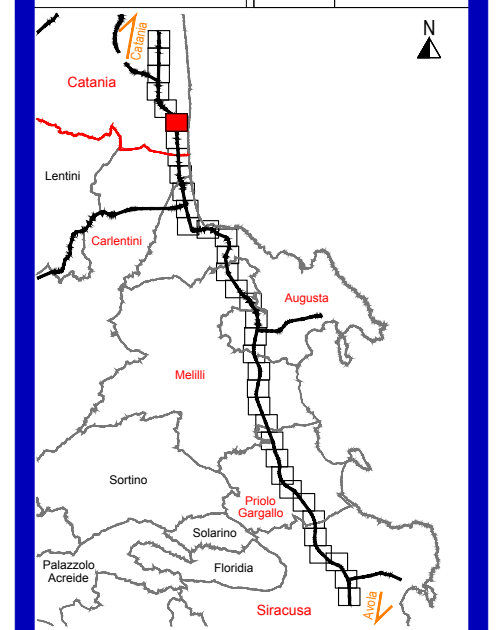 Catania
N
Catania
Lentini
Carlentini
Augusta
Melilli
Sortino
Priolo
Gargallo
Solarino
Palazzolo
Acreide
Floridia
Siracusa
Avola